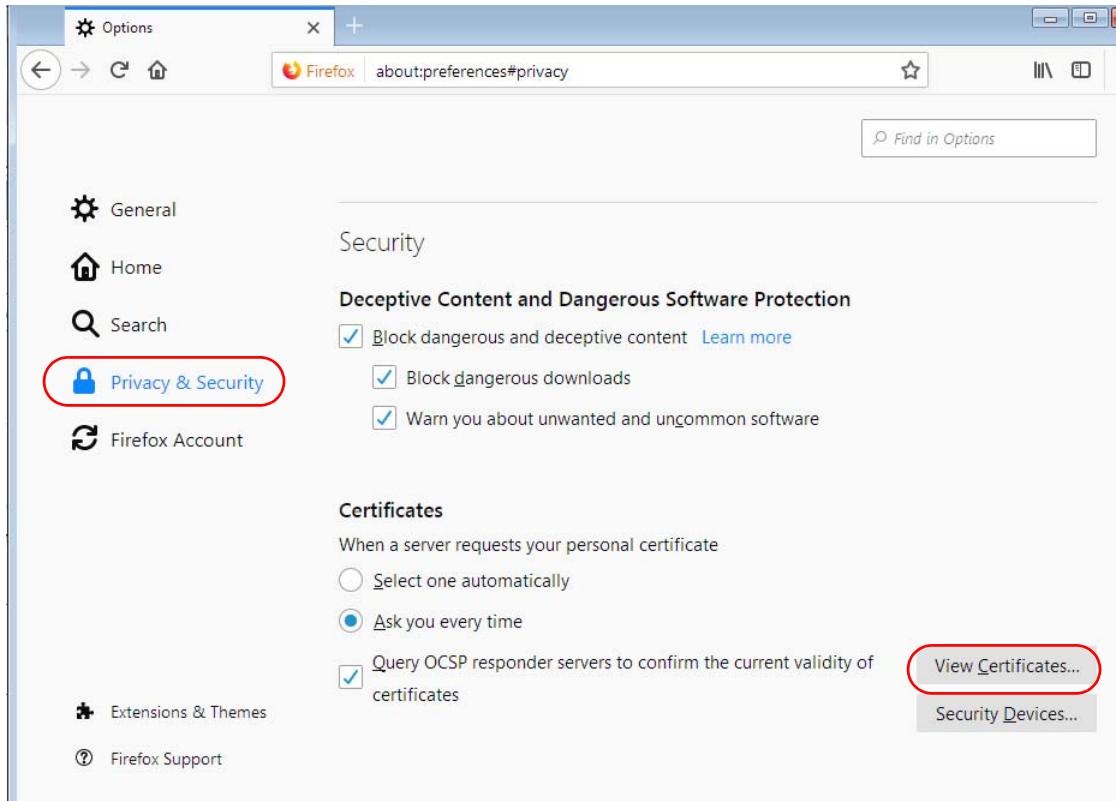 Options
Firefox about:preferences#privacy
Find in Options
General
Home
Search
Privacy & Security
Firefox Account
Extensions & Themes
Firefox Support
Security
Deceptive Content and Dangerous Software Protection
Block dangerous and deceptive content Learn more
Block dangerous downloads
Warn you about unwanted and uncommon software
Certificates
When a server requests your personal certificate
Select one automatically
Ask you every time
Query OCSP responder servers to confirm the current validity of
certificates
View Certificates...
Security Devices...